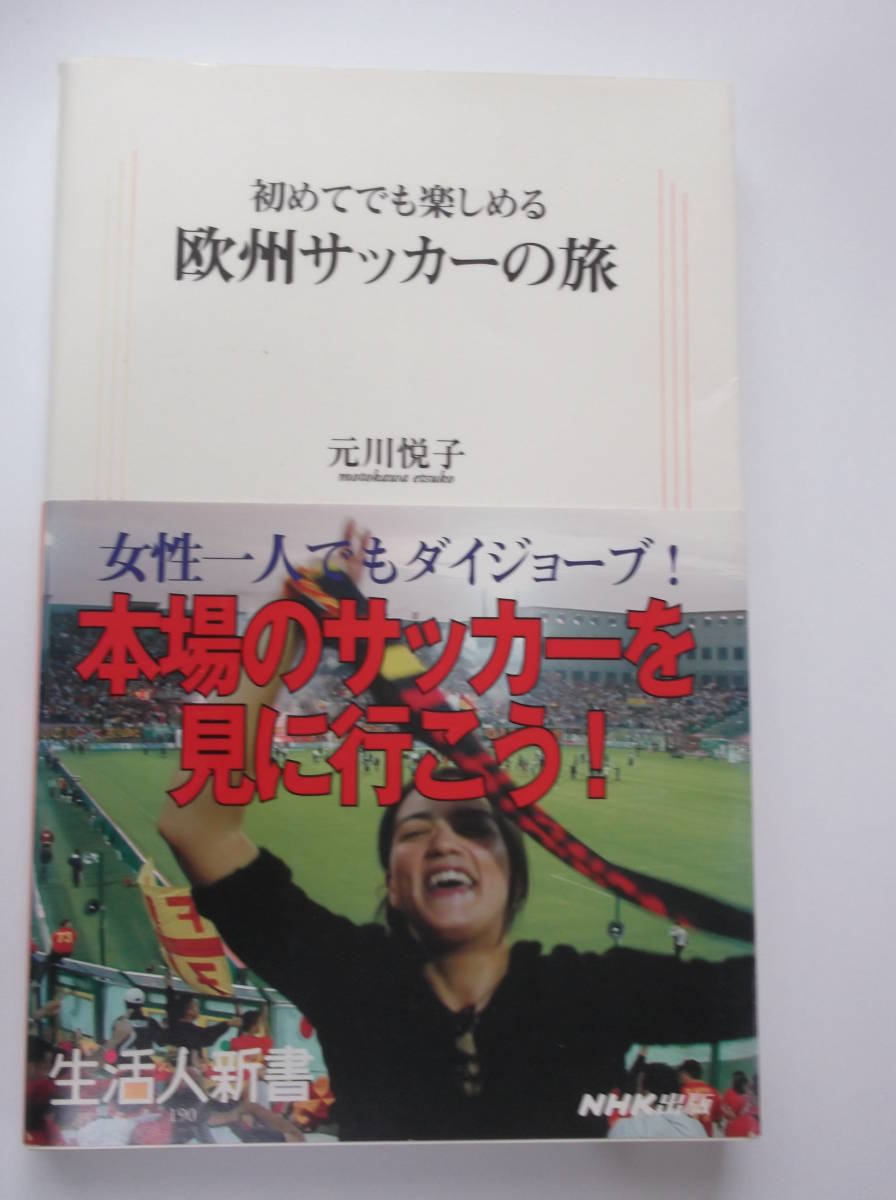 初めてでも楽しめる
欧州サッカーの旅
元川悦子
motokawa etsuko
女性一人でもダイジョーブ！
本場のサッカーを
見に行こう！
73
生活人新書
190
NHK出版